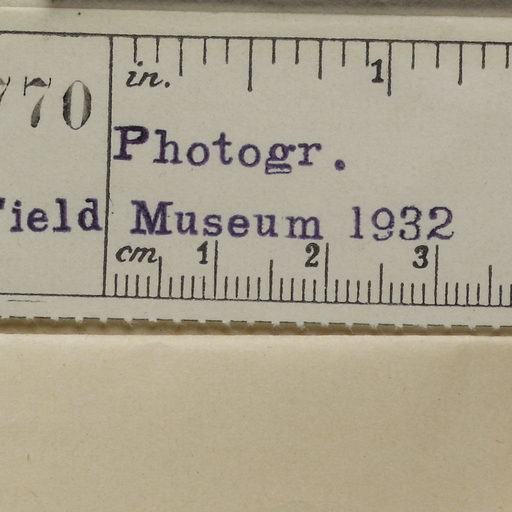 in. 1
770
Photogr.
Field Museum 1932
cm 1 2 3